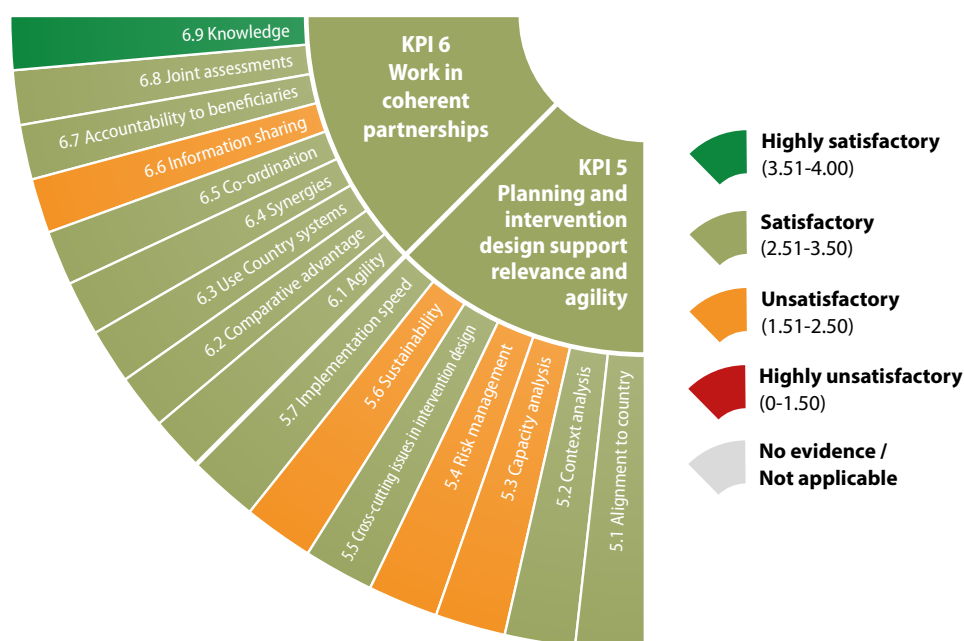 6.9 Knowledge
6.8 Joint assessments
6.7 Accountability to beneficiaries
6.6 Information sharing
6.5 Co-ordination
6.4 Synergies
6.3 Use Country systems
6.2 Comparative advantage
6.1 Agility
KPI 6
Work in
coherent
partnerships
5.7 Implementation speed
5.6 Sustainability
5.5 Cross-cutting issues in intervention design
5.4 Risk management
5.3 Capacity analysis
5.2 Context analysis
5.1 Alignment to country
KPI 5
Planning and
intervention
design support
relevance and
agility
Highly satisfactory
(3.51-4.00)
Satisfactory
(2.51-3.50)
Unsatisfactory
(1.51-2.50)
Highly unsatisfactory
(0-1.50)
No evidence /
Not applicable